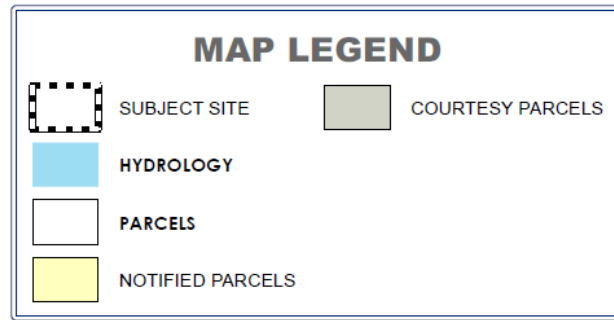 MAP LEGEND
SUBJECT SITE
COURTESY PARCELS
HYDROLOGY
PARCELS
NOTIFIED PARCELS